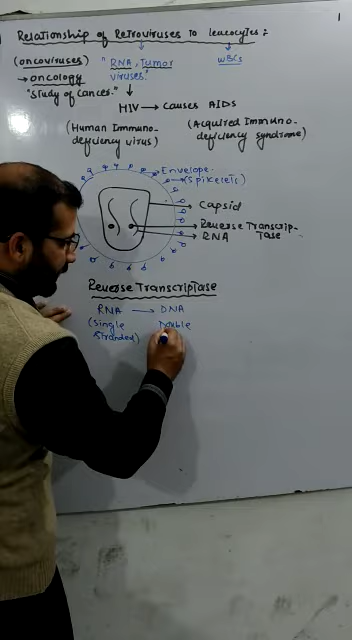 Relationship of Retroviruses to leucocytes:
(oncoviruses) "RNA, Tumor viruses." WBCs
→ oncology
"Study of Cancer." ↓
HIV → causes AIDS
(Human Immuno-deficiency virus) (Acquired Immuno-deficiency syndrome)
Envelope
(Spikelets)
Capsid
Reverse Transcrip-tase
RNA
Reverse Transcriptase
RNA → DNA
(Single Double
Stranded)